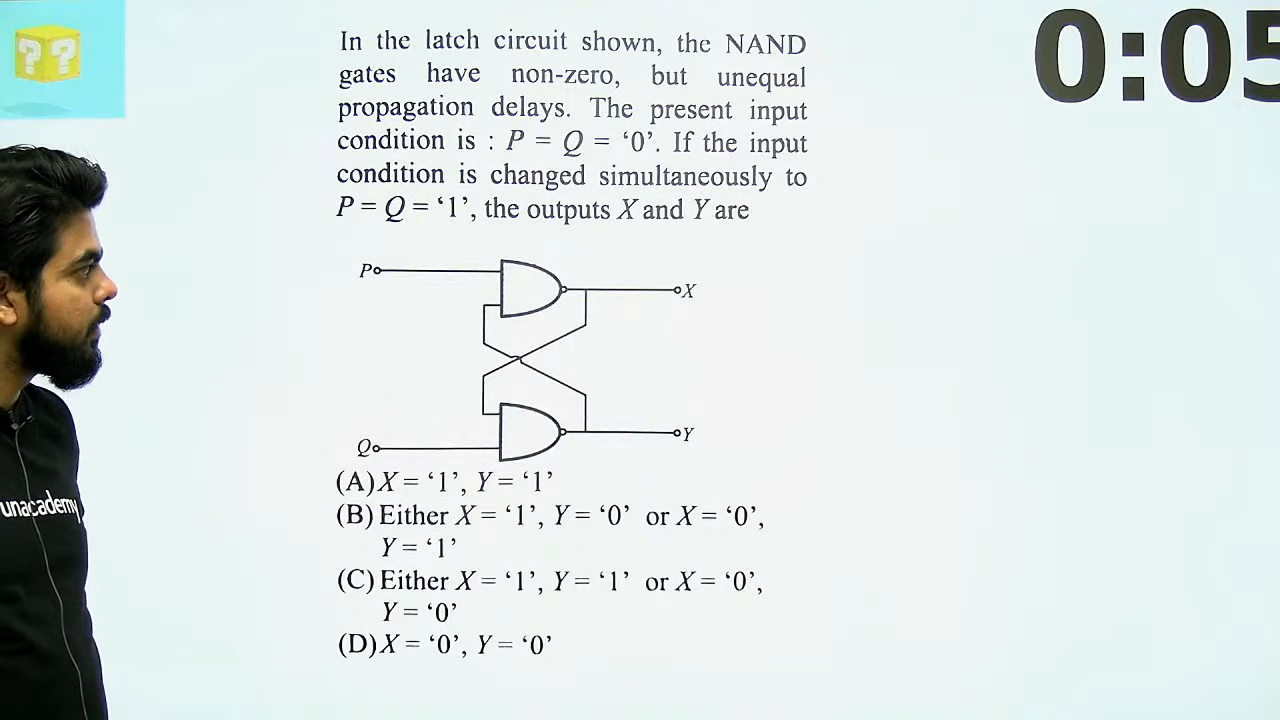 ? ?
0:05
In the latch circuit shown, the NAND
gates have non-zero, but unequal
propagation delays. The present input
condition is : P = Q = ‘0’. If the input
condition is changed simultaneously to
P = Q = ‘1’, the outputs X and Y are
P
X
Q
Y
(A) X = ‘1’, Y = ‘1’
(B) Either X = ‘1’, Y = ‘0’ or X = ‘0’,
Y = ‘1’
(C) Either X = ‘1’, Y = ‘1’ or X = ‘0’,
Y = ‘0’
(D) X = ‘0’, Y = ‘0’
unacademy